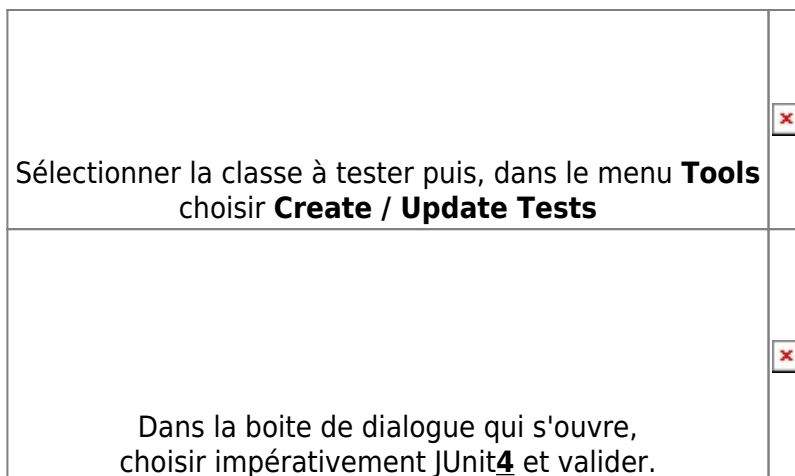 Sélectionner la classe à tester puis, dans le menu Tools
choisir Create / Update Tests
Dans la boite de dialogue qui s'ouvre,
choisir impérativement JUnit4 et valider.